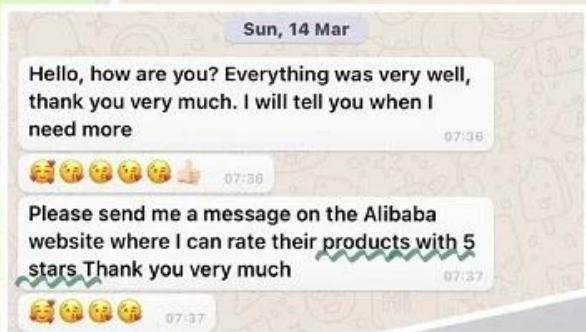 Sun, 14 Mar
Hello, how are you? Everything was very well,
thank you very much. I will tell you when I
need more
07:36
🥰😘😘😘😘👍🏻 07:36
Please send me a message on the Alibaba
website where I can rate their products with 5
stars Thank you very much
07:37
🥰😘😘😘 07:37